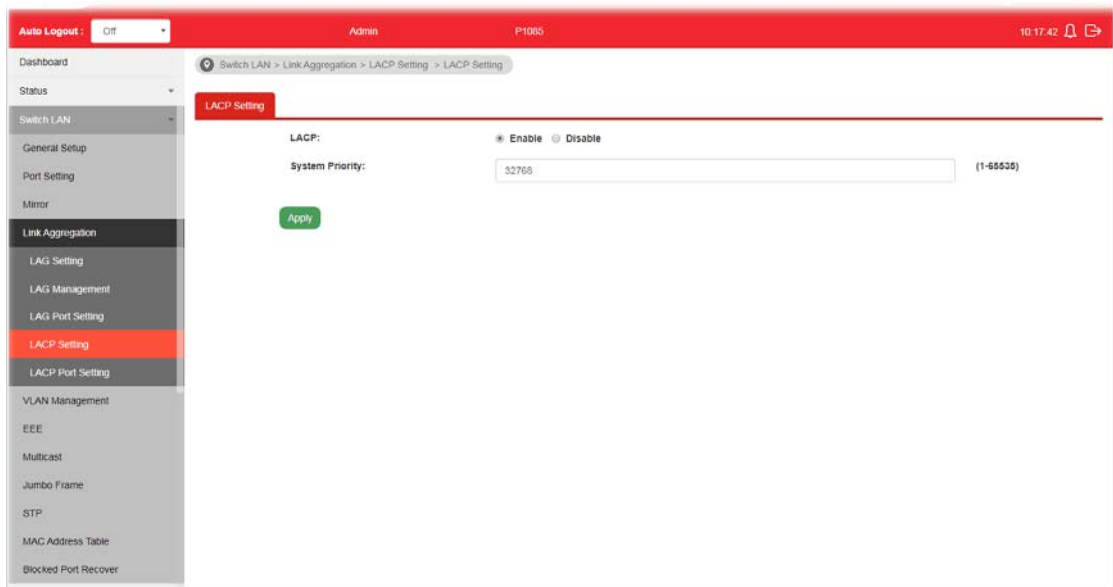 Auto Logout : Off Admin P1085 10:17:42
Dashboard
Switch LAN > Link Aggregation > LACP Setting > LACP Setting
Status
LACP Setting
Switch LAN
LACP: Enable Disable
General Setup
System Priority: 32768 (1-65535)
Port Setting
Mirror
Apply
Link Aggregation
LAG Setting
LAG Management
LAG Port Setting
LACP Setting
LACP Port Setting
VLAN Management
EEE
Multicast
Jumbo Frame
STP
MAC Address Table
Blocked Port Recover